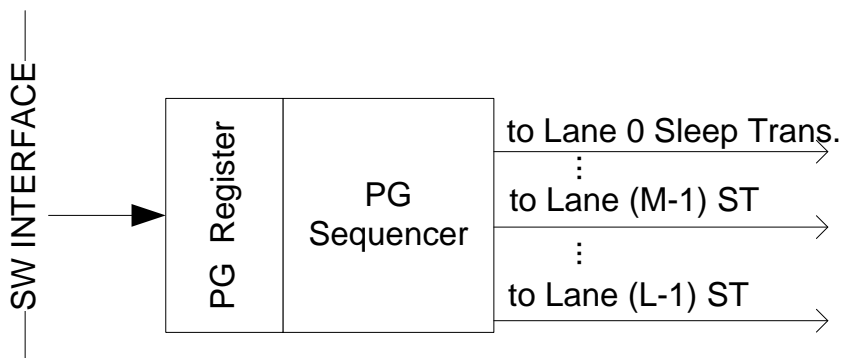 SW INTERFACE
PG Register
PG
Sequencer
to Lane 0 Sleep Trans.
...
to Lane (M-1) ST
...
to Lane (L-1) ST